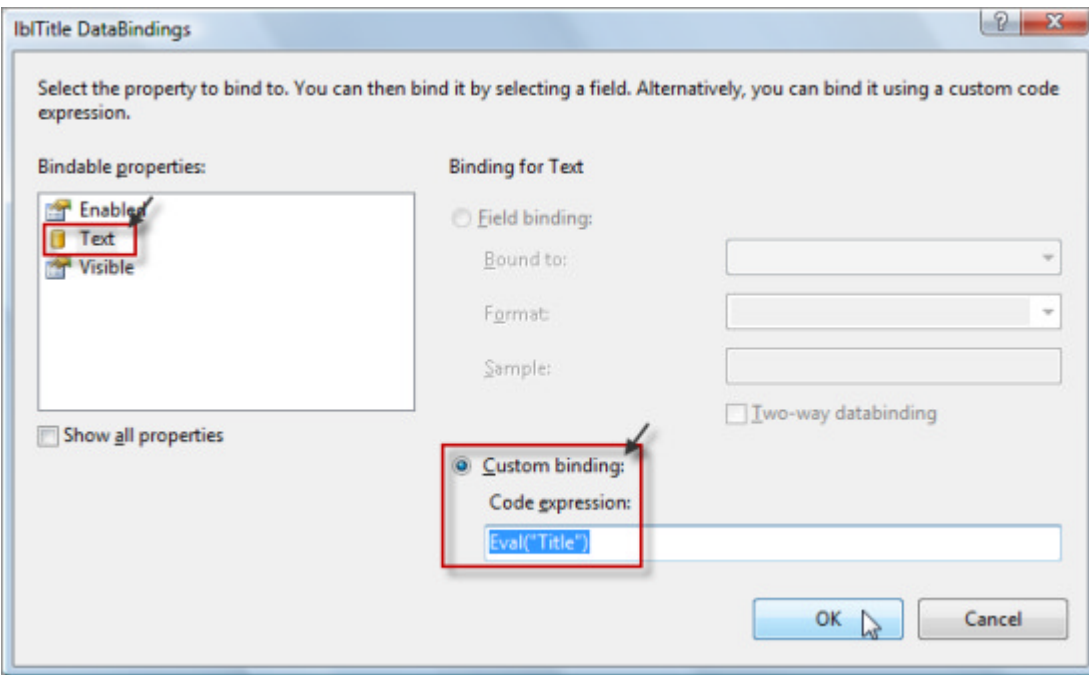 lblTitle DataBindings
Select the property to bind to. You can then bind it by selecting a field. Alternatively, you can bind it using a custom code
expression.
Bindable properties:
Enabled
Text
Visible
Show all properties
Binding for Text
Field binding:
Bound to:
Format:
Sample:
Two-way databinding
Custom binding:
Code expression:
Eval("Title")
OK
Cancel